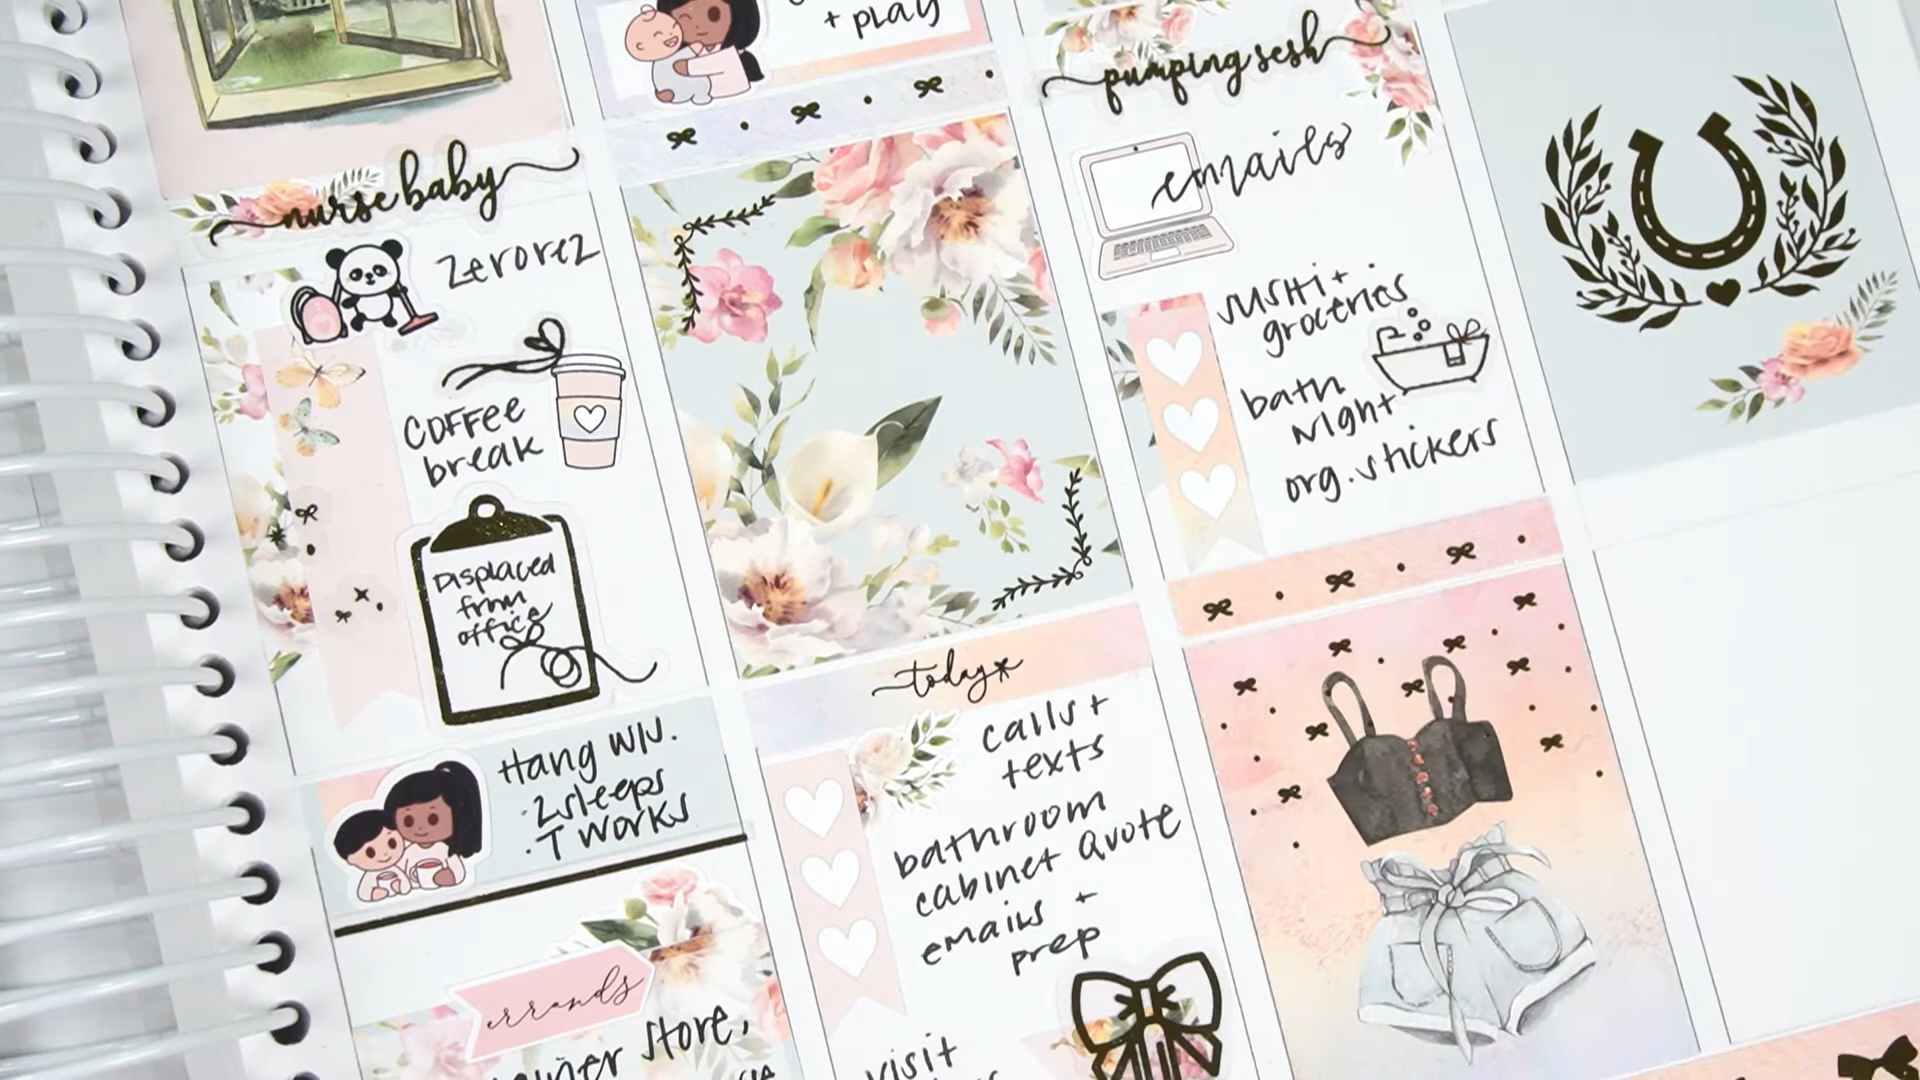 nurse baby
zerorez
COFFEE
break
Displaced
from
office
Hang W/J.
· 2 sleeps
· T WORKS
errands
store,
+ PLAY
today*
calls +
texts
bathroom
cabinet Quote
emails +
prep
visit
pumping sesh
emails
SUSHI +
groceries
bath
Night
org. stickers